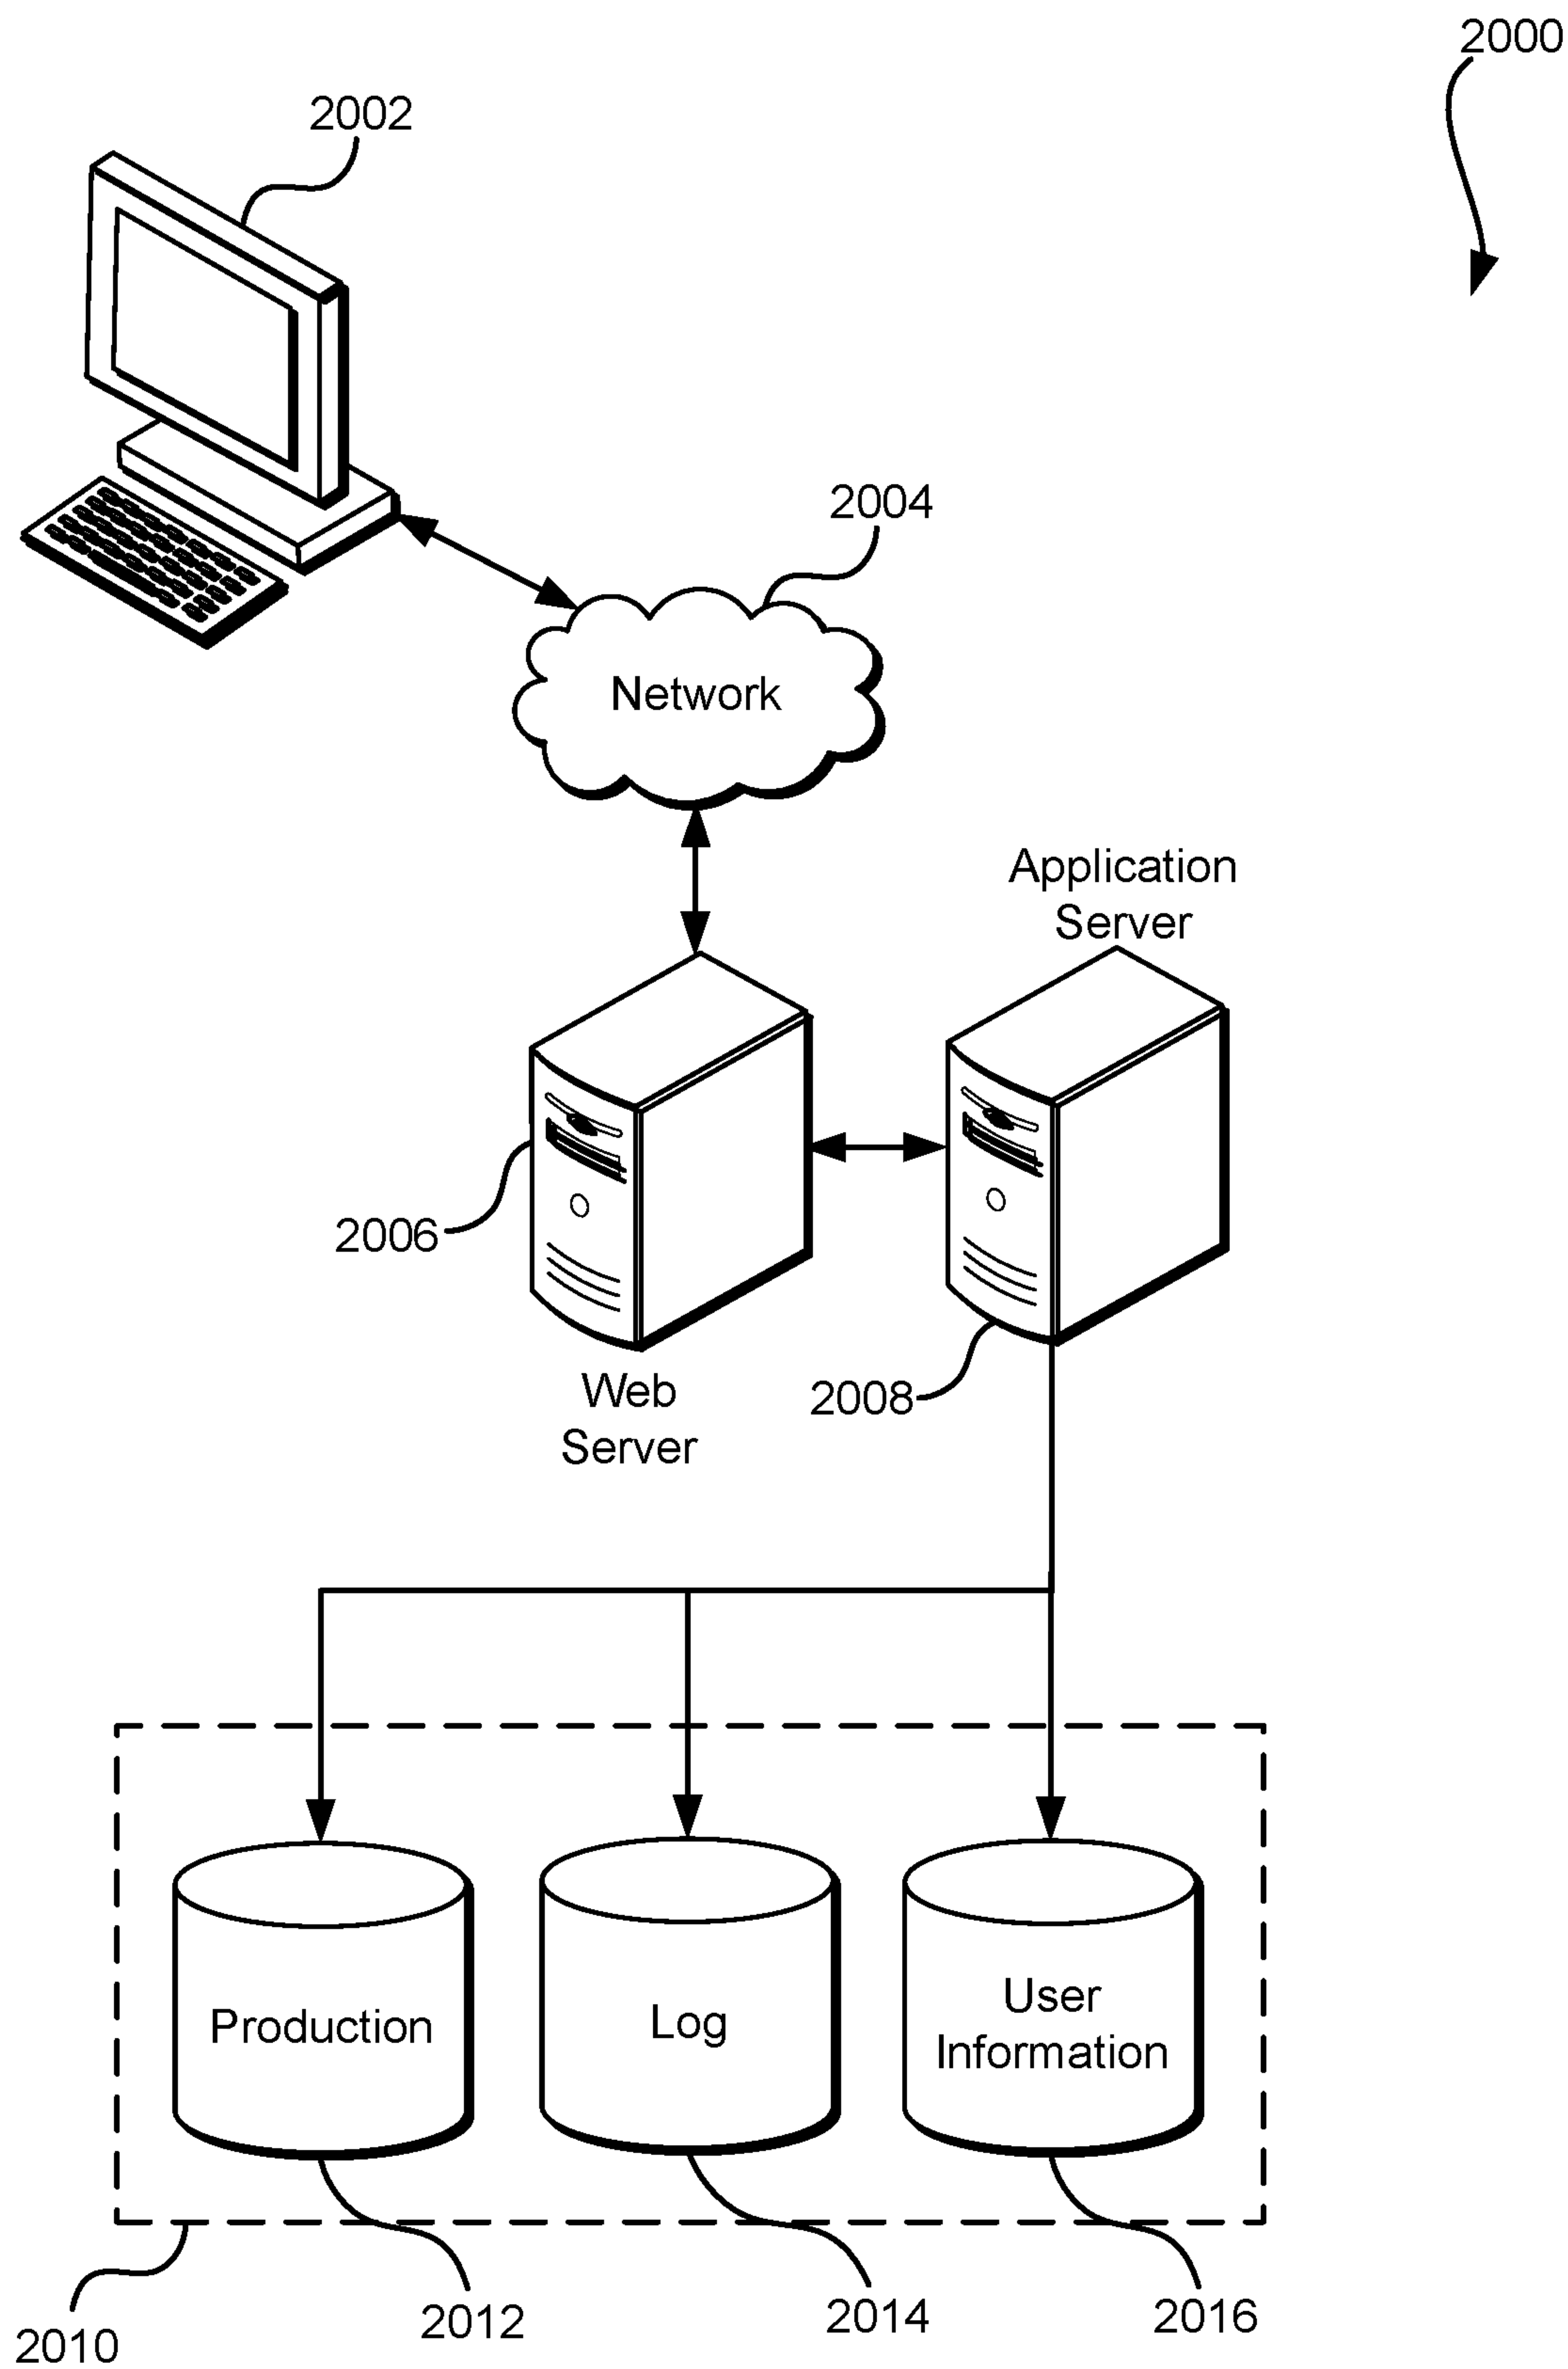 2000
2002
2004
Network
Application
Server
2006
2008
Web
Server
Production
Log
User
Information
2010
2012
2014
2016